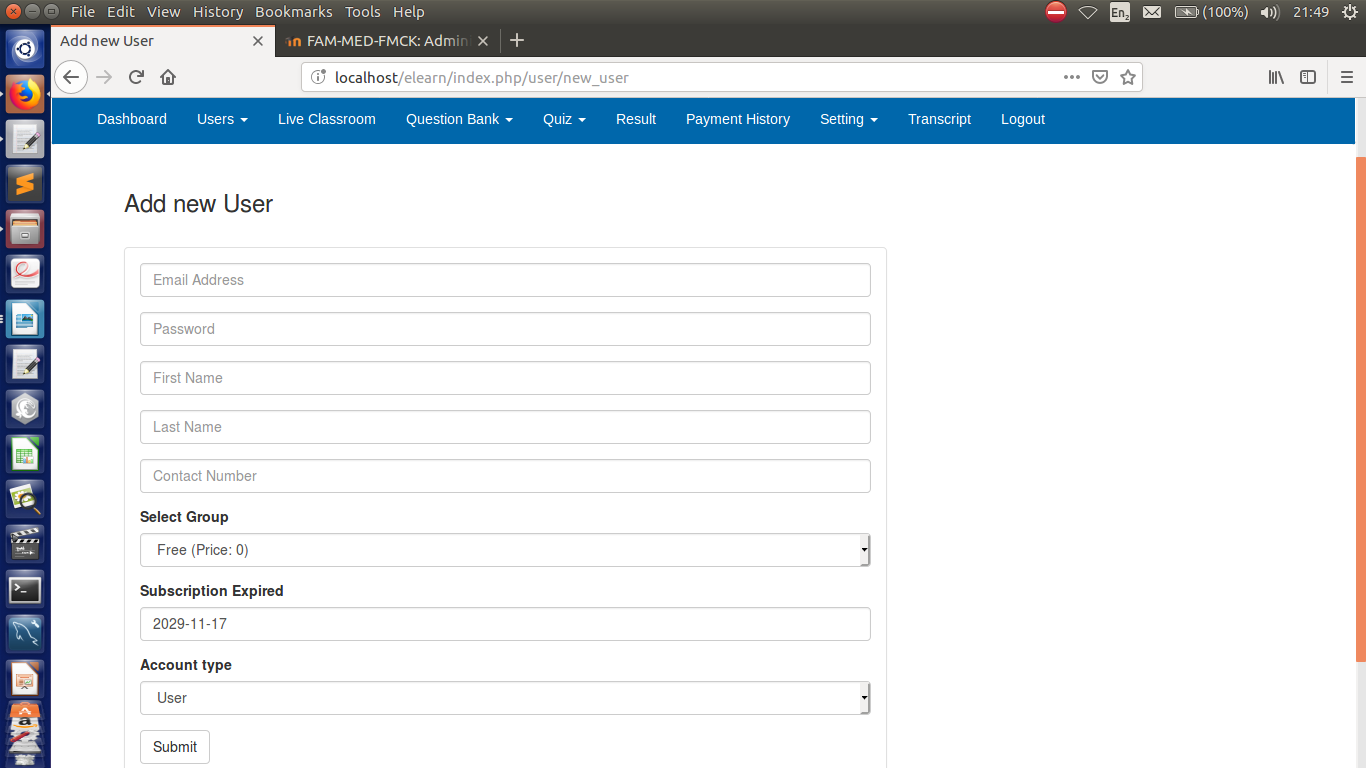 File Edit View History Bookmarks Tools Help
En2 (100%) 21:49
Add new User
FAM-MED-FMCK: Admin
localhost/elearn/index.php/user/new_user
Dashboard Users Live Classroom Question Bank Quiz Result Payment History Setting Transcript Logout
Add new User
Email Address
Password
First Name
Last Name
Contact Number
Select Group
Free (Price: 0)
Subscription Expired
2029-11-17
Account type
User
Submit